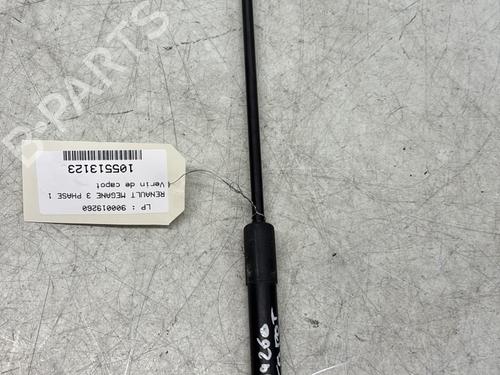 LP : 900019260
RENAULT MEGANE 3 PHASE 1
(Verin de capot
105513123
B-PARTS